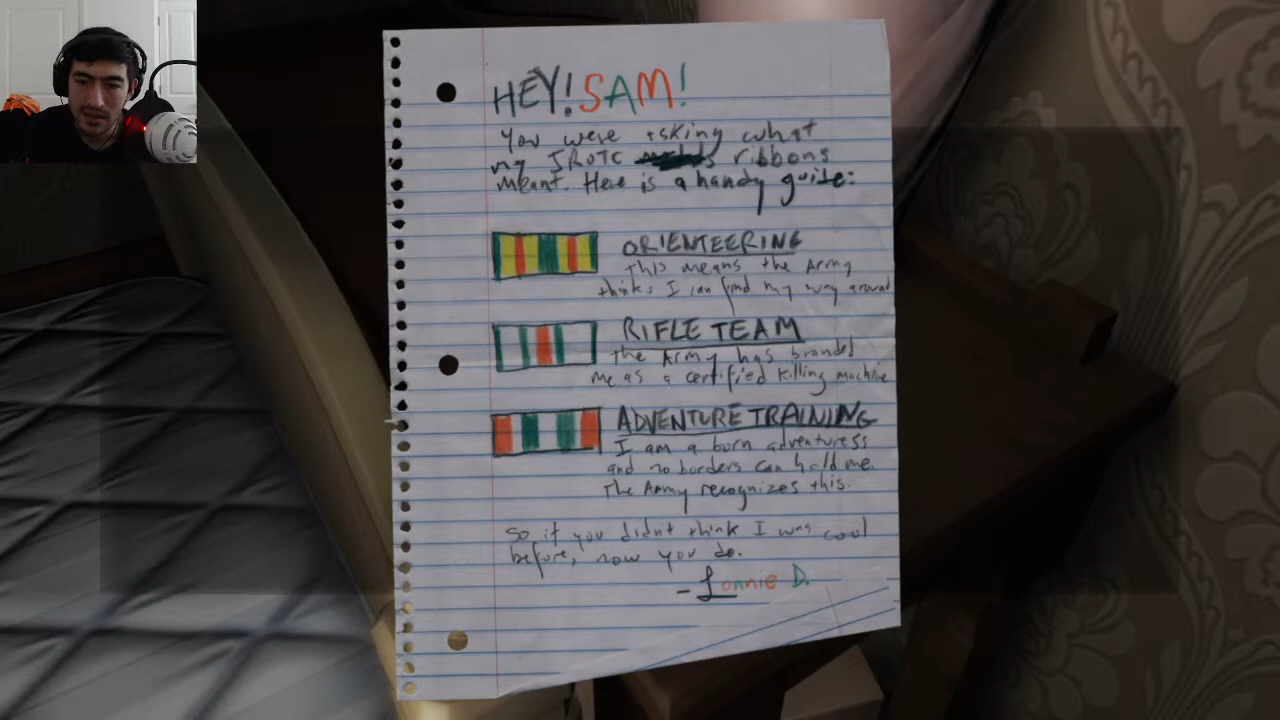 HEY! SAM!
You were asking what
my JROTC ribbons
meant. Here is a handy guide:
ORIENTEERING
This means the Army
thinks I can find my way around
RIFLE TEAM
The Army has branded
me as a certified killing machine
ADVENTURE TRAINING
I am a born adventuress
and no borders can hold me.
The Army recognizes this.
So if you didnt think I was cool
before, now you do.
- Lonnie D.